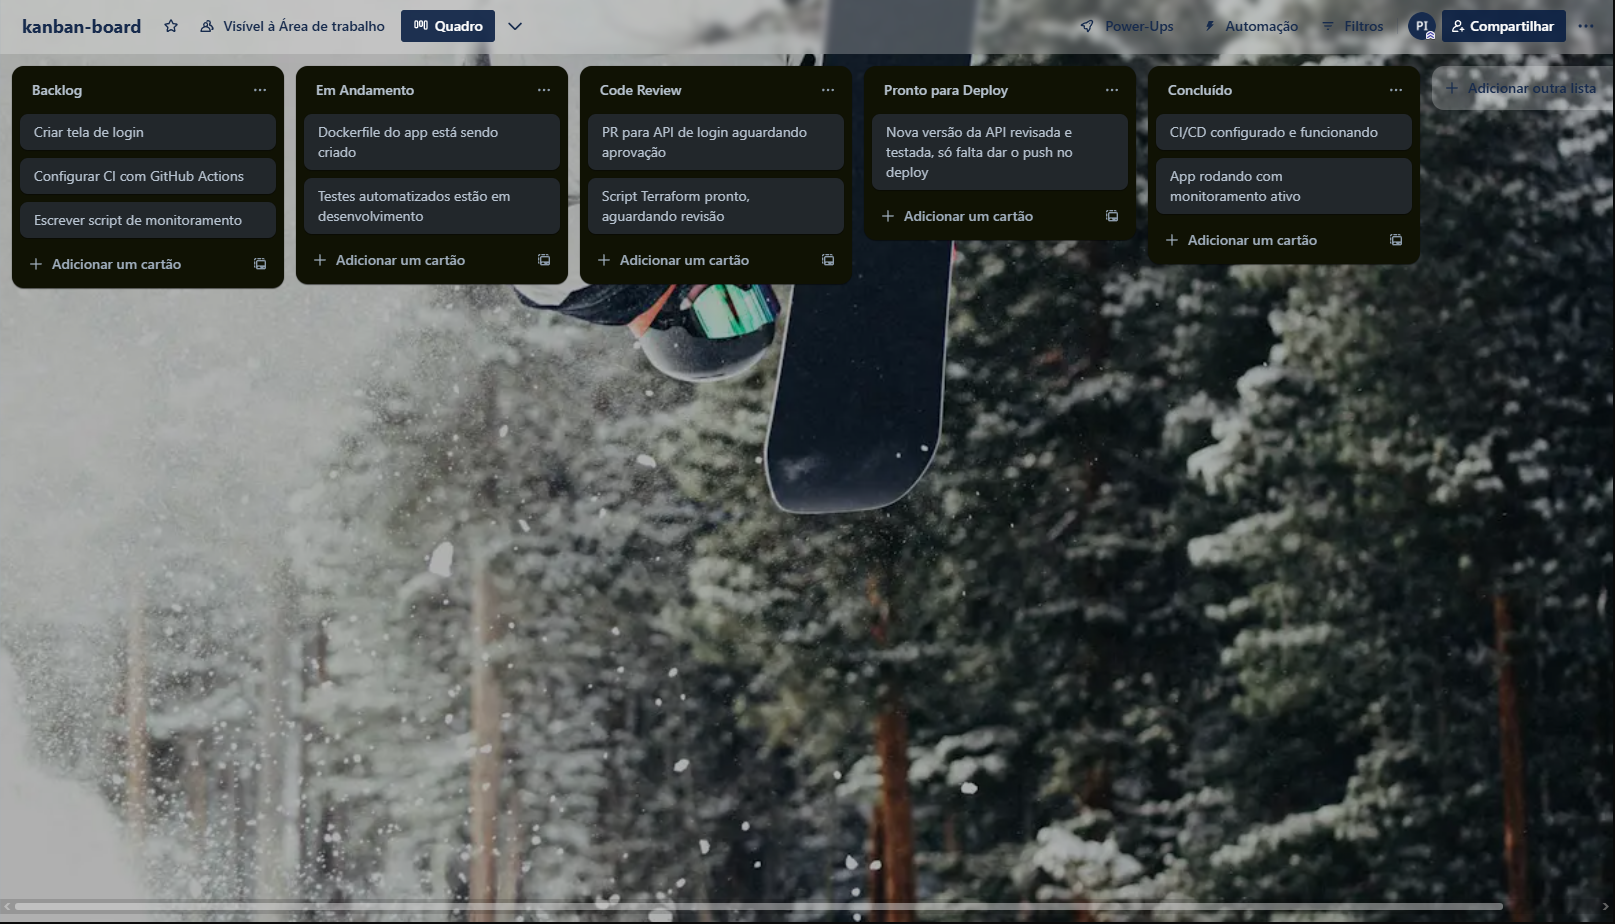 kanban-board
Visível à Área de trabalho
Quadro
Power-Ups
Automação
Filtros
PI
Compartilhar
Backlog
Criar tela de login
Configurar CI com GitHub Actions
Escrever script de monitoramento
Adicionar um cartão
Em Andamento
Dockerfile do app está sendo
criado
Testes automatizados estão em
desenvolvimento
Adicionar um cartão
Code Review
PR para API de login aguardando
aprovação
Script Terraform pronto,
aguardando revisão
Adicionar um cartão
Pronto para Deploy
Nova versão da API revisada e
testada, só falta dar o push no
deploy
Adicionar um cartão
Concluído
CI/CD configurado e funcionando
App rodando com
monitoramento ativo
Adicionar um cartão
Adicionar outra lista